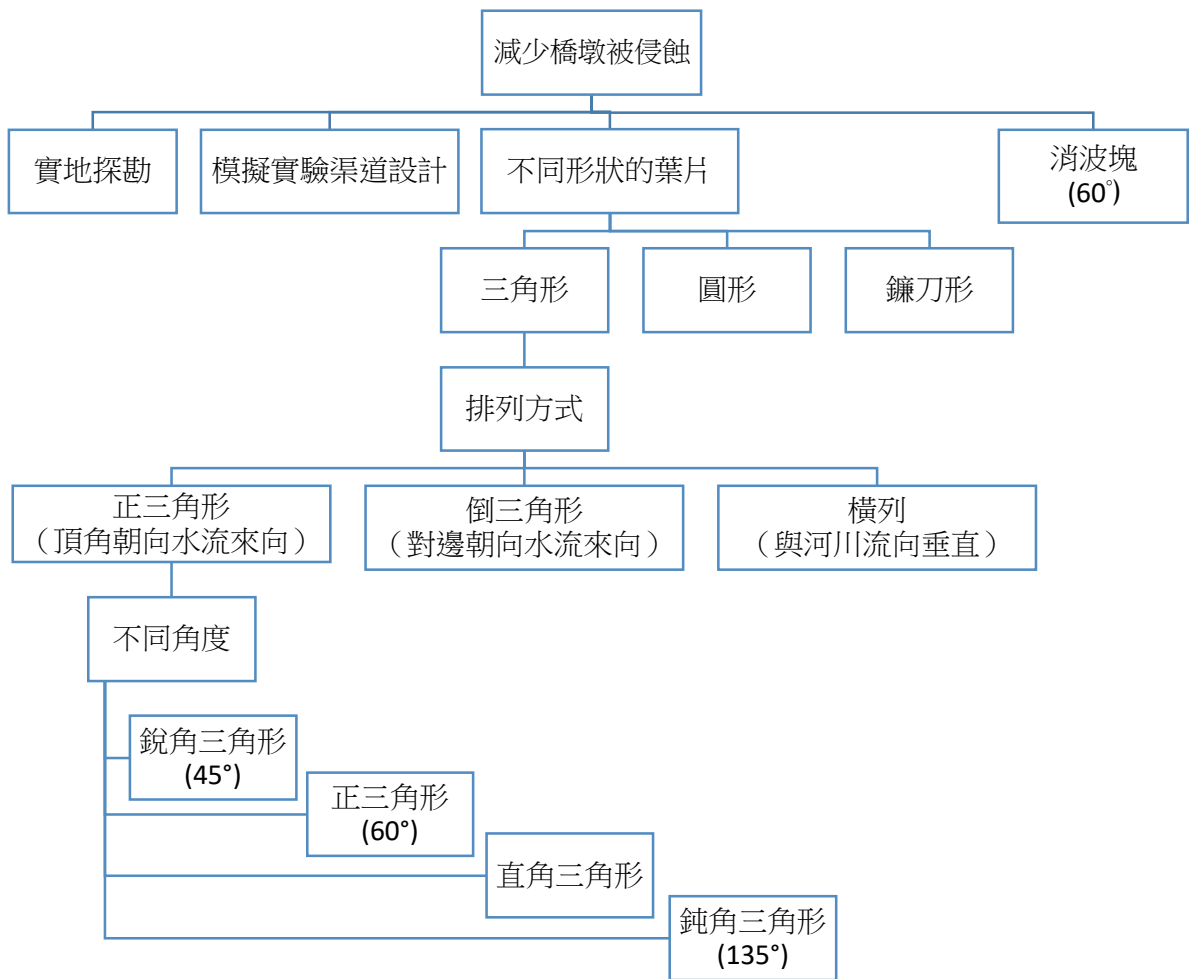 減少橋墩被侵蝕
實地探勘
模擬實驗渠道設計
不同形狀的葉片
消波塊
(60°)
三角形
圓形
鐮刀形
排列方式
正三角形
（頂角朝向水流來向）
倒三角形
（對邊朝向水流來向）
橫列
（與河川流向垂直）
不同角度
銳角三角形
(45°)
正三角形
(60°)
直角三角形
鈍角三角形
(135°)